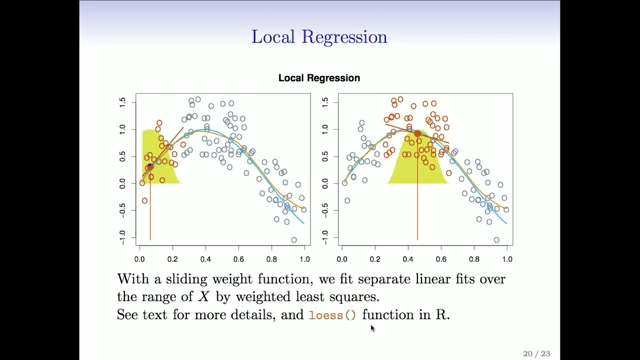 Local Regression
Local Regression
1.5
1.0
0.5
0.0
−0.5
−1.0
0.0 0.2 0.4 0.6 0.8 1.0
1.5
1.0
0.5
0.0
−0.5
−1.0
0.0 0.2 0.4 0.6 0.8 1.0
With a sliding weight function, we fit separate linear fits over
the range of X by weighted least squares.
See text for more details, and loess() function in R.
20 / 23